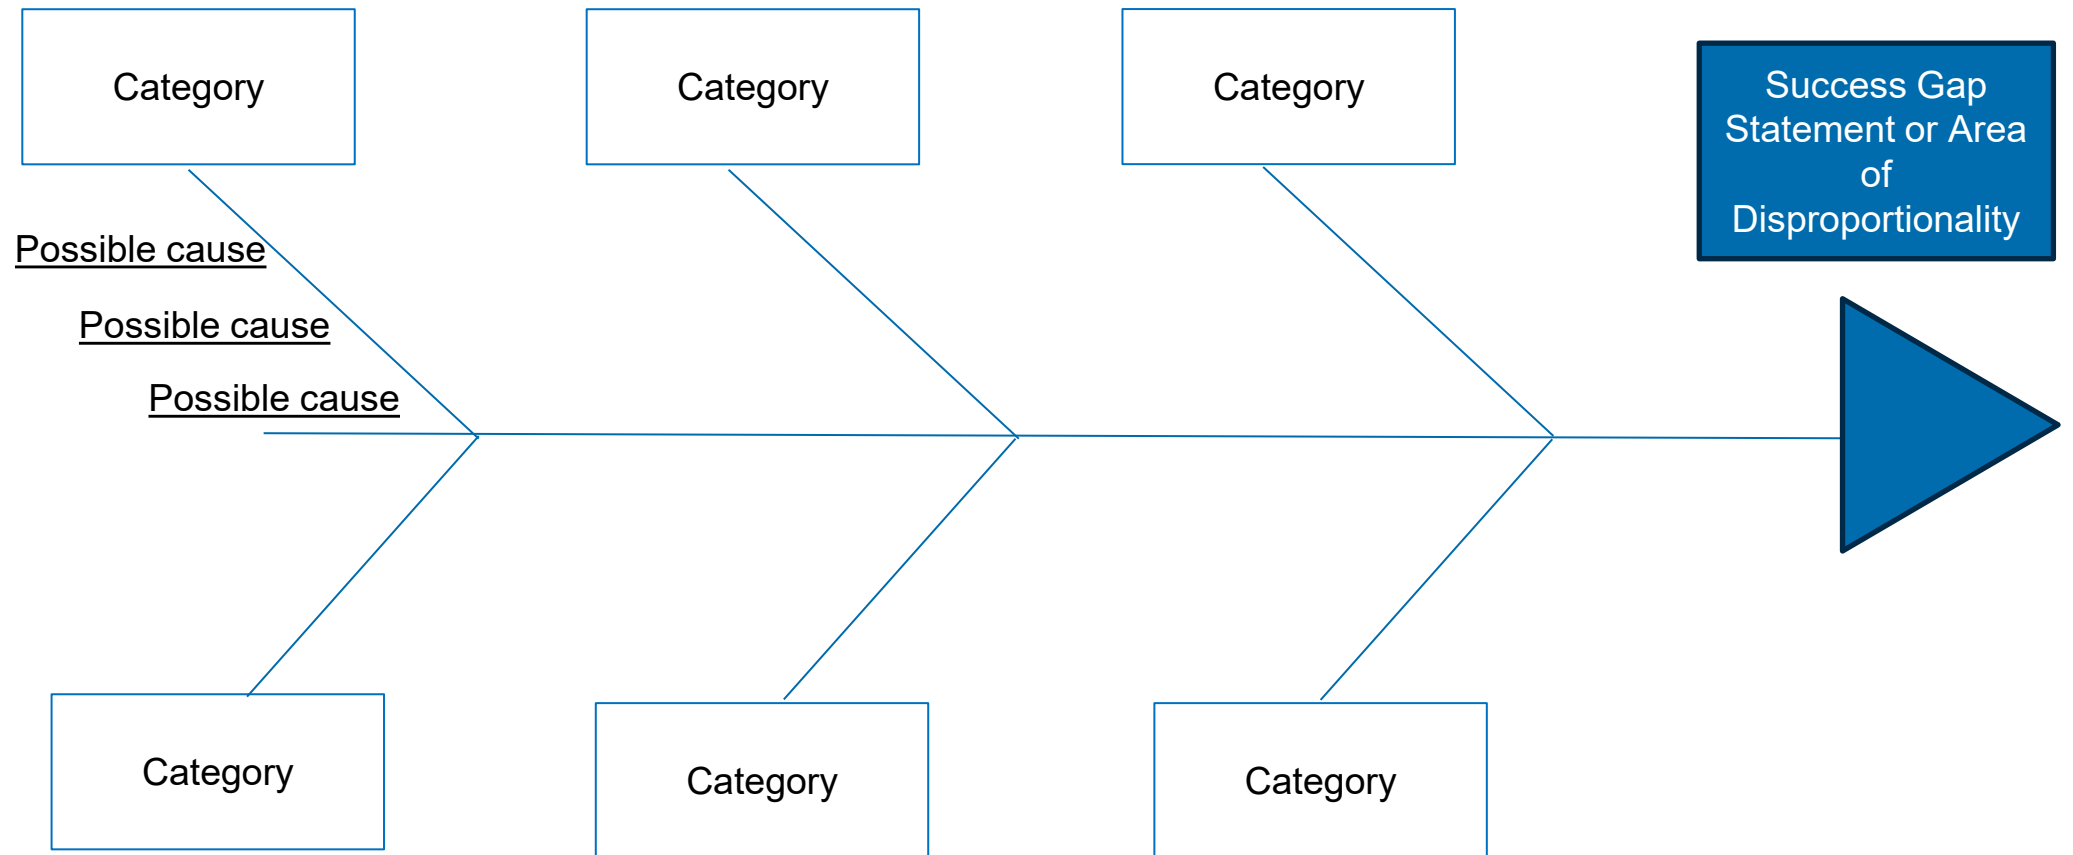 Category
Category
Category
Success Gap
Statement or Area
of
Disproportionality
Possible cause
Possible cause
Possible cause
Category
Category
Category